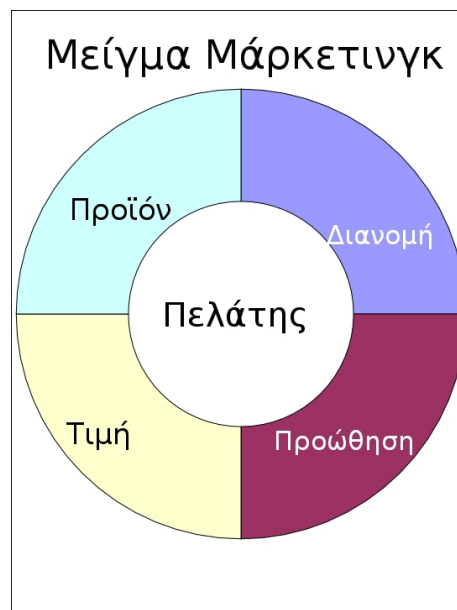 Μείγμα Μάρκετινγκ
Προϊόν
Διανομή
Πελάτης
Τιμή
Προώθηση